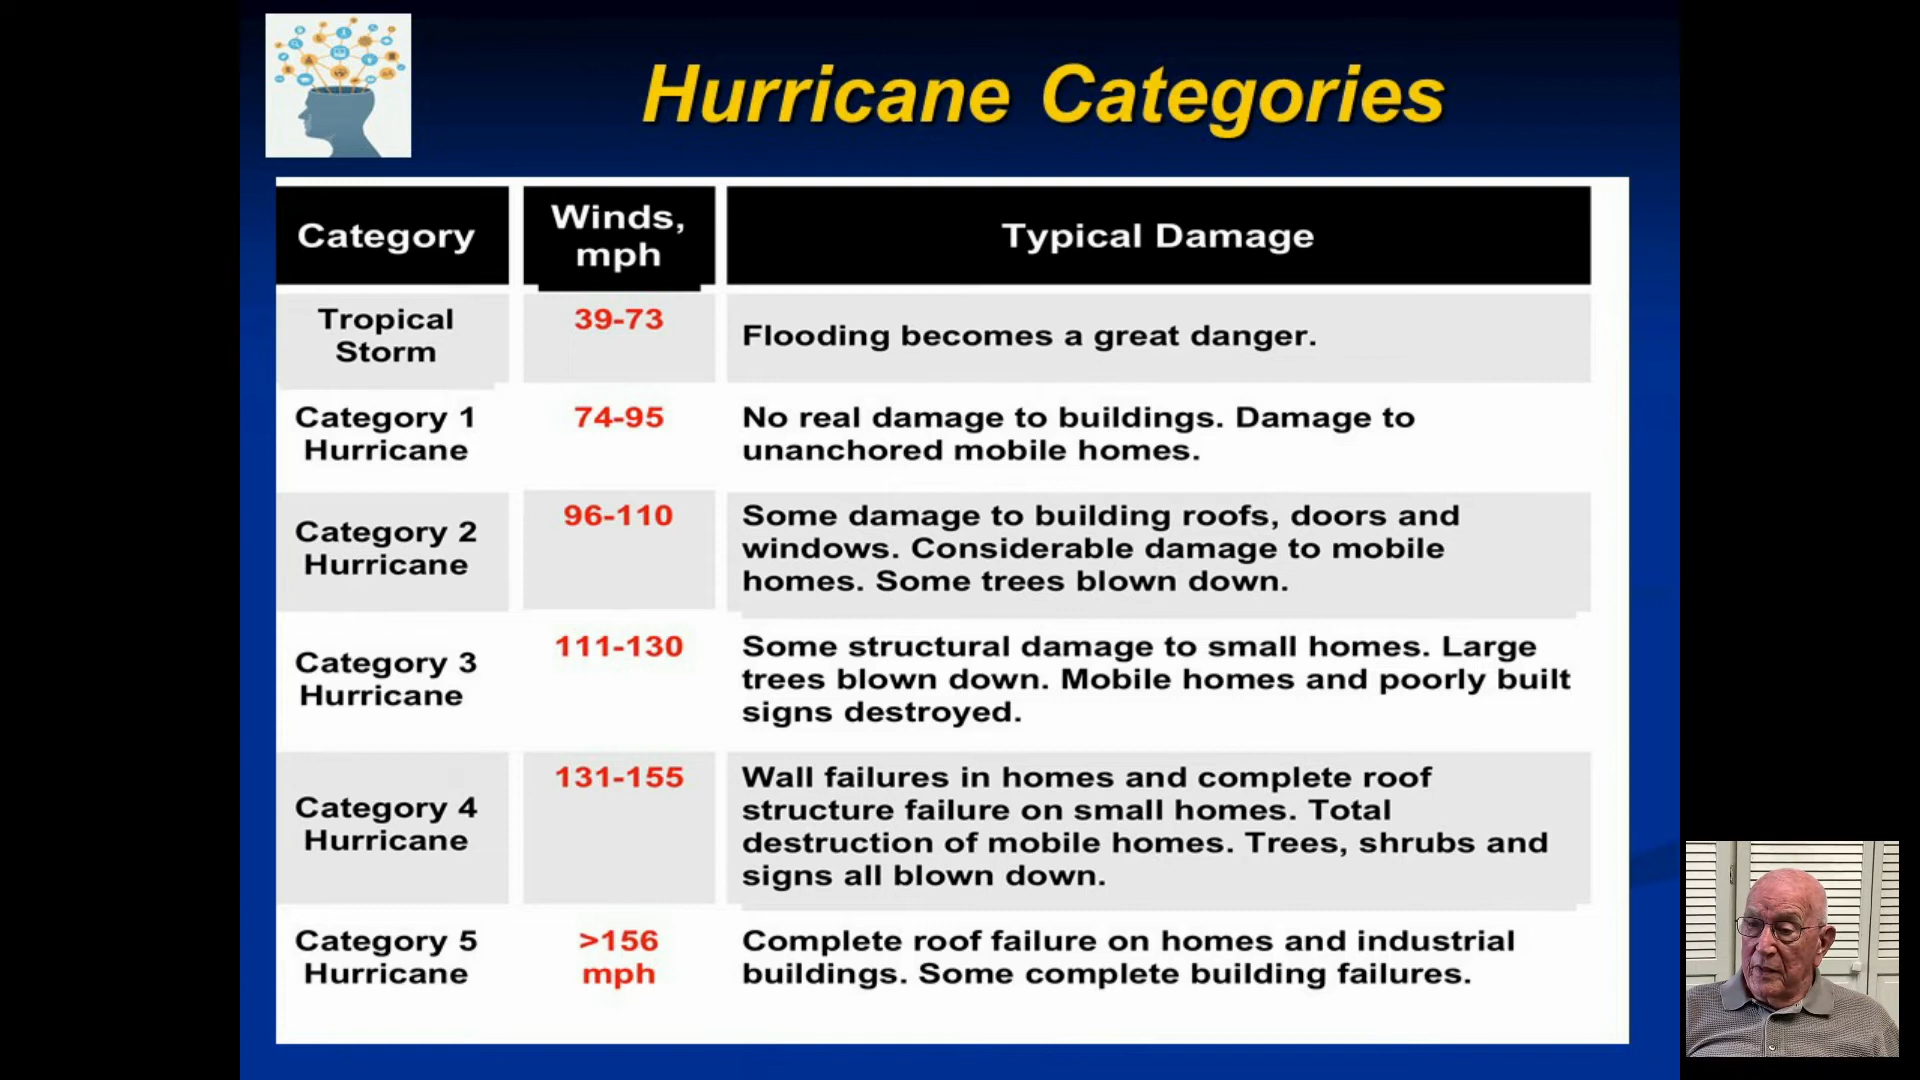 Hurricane Categories
Category
Winds,
mph
Typical Damage
Tropical
Storm
39-73
Flooding becomes a great danger.
Category 1
Hurricane
74-95
No real damage to buildings. Damage to
unanchored mobile homes.
Category 2
Hurricane
96-110
Some damage to building roofs, doors and
windows. Considerable damage to mobile
homes. Some trees blown down.
Category 3
Hurricane
111-130
Some structural damage to small homes. Large
trees blown down. Mobile homes and poorly built
signs destroyed.
Category 4
Hurricane
131-155
Wall failures in homes and complete roof
structure failure on small homes. Total
destruction of mobile homes. Trees, shrubs and
signs all blown down.
Category 5
Hurricane
>156
mph
Complete roof failure on homes and industrial
buildings. Some complete building failures.